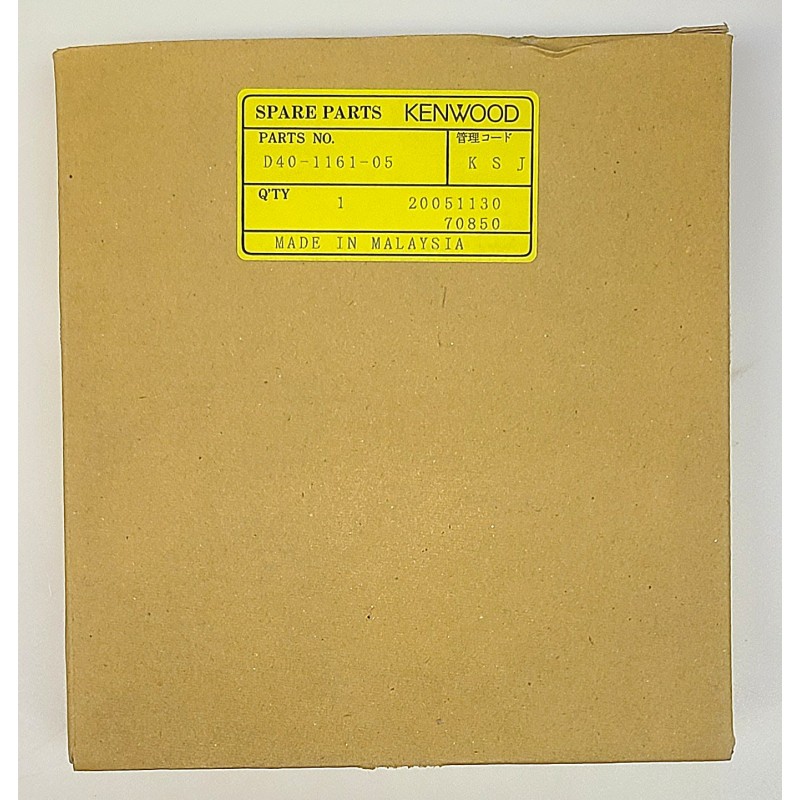 SPARE PARTS KENWOOD
PARTS NO. 管理コード
D40-1161-05 K S J
Q'TY 1 20051130
70850
MADE IN MALAYSIA